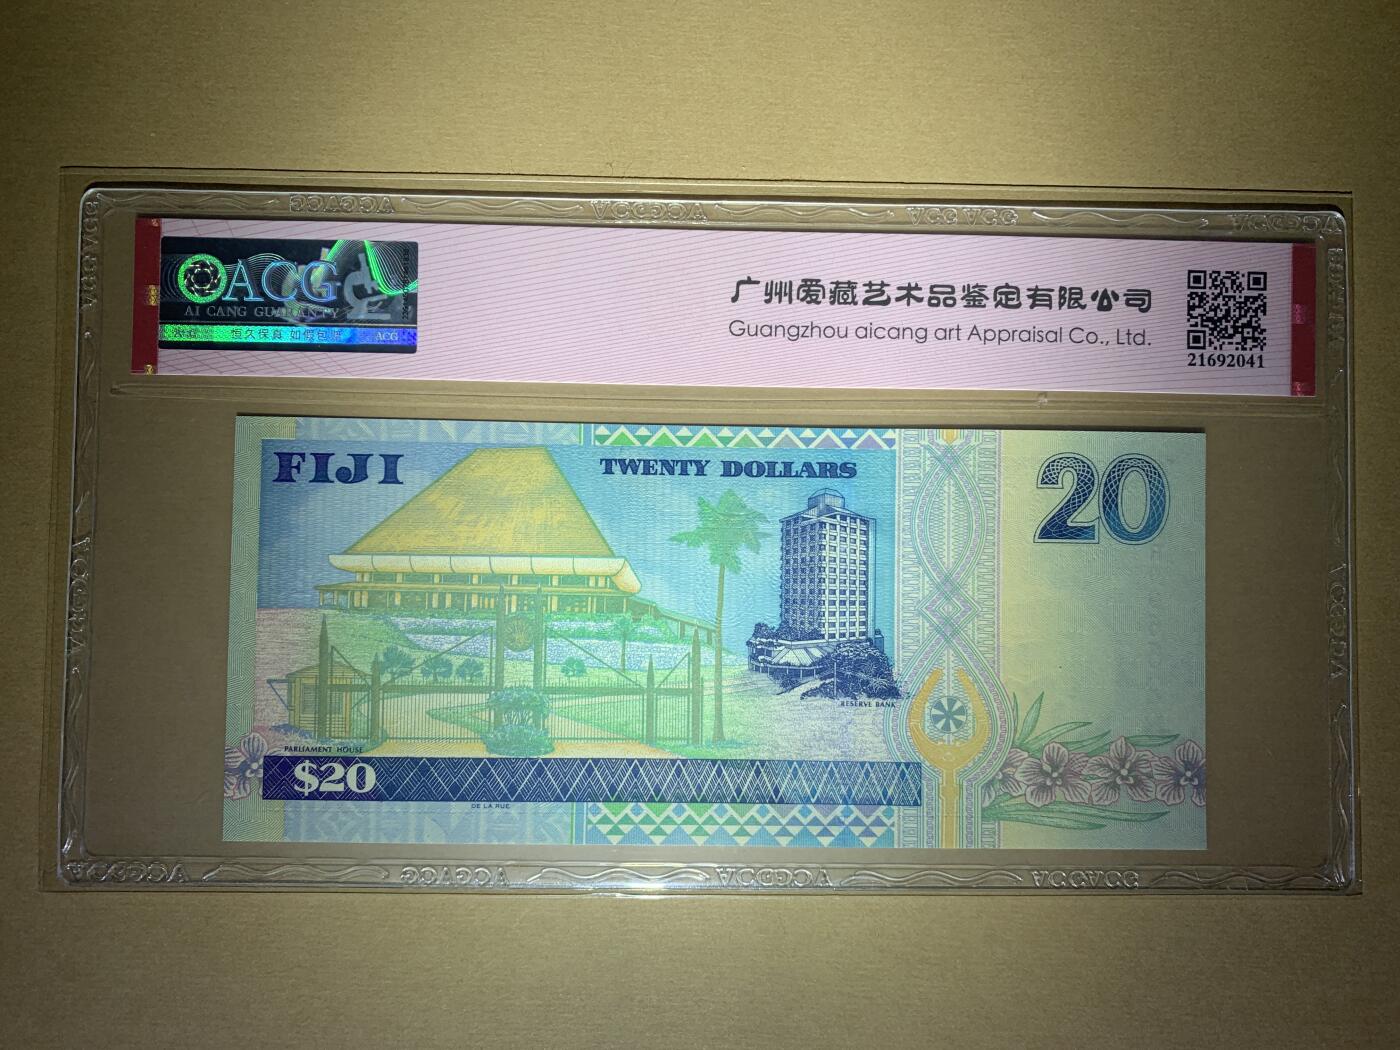 ACG
AI CANG GUARANTY
恒久保真 如假包赔 ACG
广州爱藏艺术品鉴定有限公司
Guangzhou aicang art Appraisal Co., Ltd.
21692041
FIJI
TWENTY DOLLARS
20
RESERVE BANK
PARLIAMENT HOUSE
$20
DE LA RUE